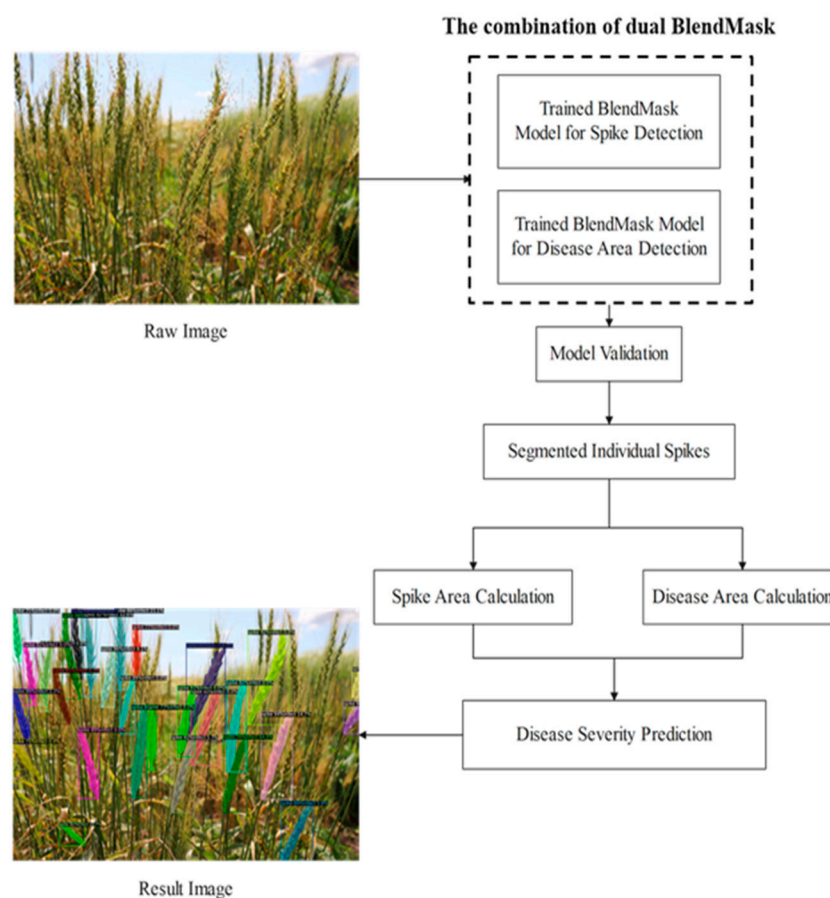 The combination of dual BlendMask
Trained BlendMask
Model for Spike Detection
Trained BlendMask Model
for Disease Area Detection
Raw Image
Model Validation
Segmented Individual Spikes
Spike Area Calculation
Disease Area Calculation
Disease Severity Prediction
Result Image